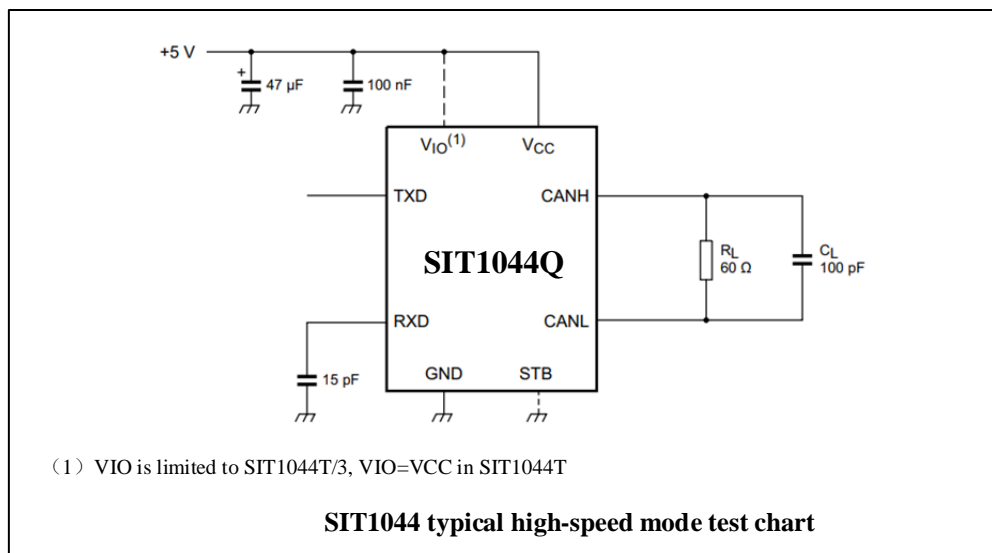 +5 V
+
47 µF
100 nF
VIO(1)
VCC
TXD
CANH
SIT1044Q
RL
60 Ω
CL
100 pF
RXD
CANL
15 pF
GND
STB
（1）VIO is limited to SIT1044T/3, VIO=VCC in SIT1044T
SIT1044 typical high-speed mode test chart